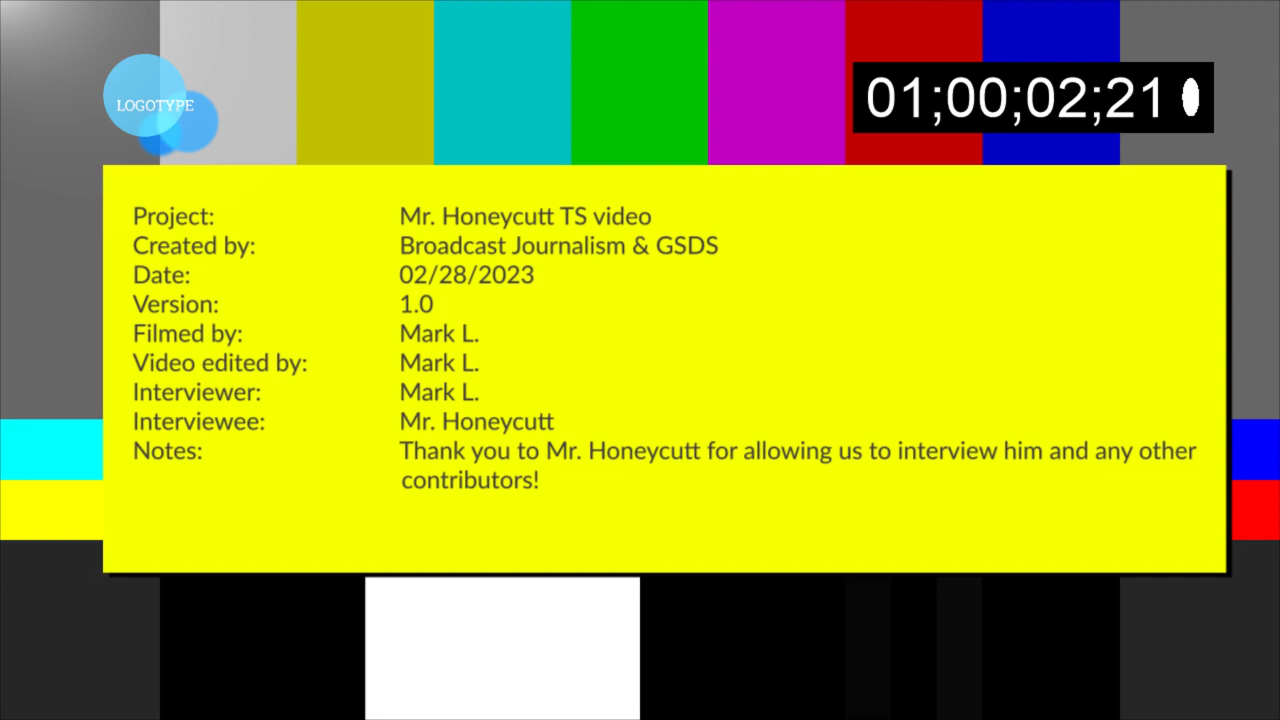 LOGOTYPE
01;00;02;21
Project: Mr. Honeycutt TS video
Created by: Broadcast Journalism & GSDS
Date: 02/28/2023
Version: 1.0
Filmed by: Mark L.
Video edited by: Mark L.
Interviewer: Mark L.
Interviewee: Mr. Honeycutt
Notes: Thank you to Mr. Honeycutt for allowing us to interview him and any other
contributors!